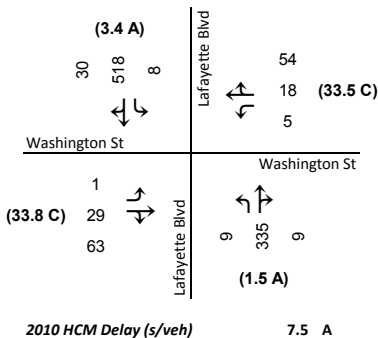 (3.4 A)
30 518 8
Lafayette Blvd
54
18 (33.5 C)
5
Washington St
Washington St
1
(33.8 C) 29
63
Lafayette Blvd
9 335 9
(1.5 A)
2010 HCM Delay (s/veh) 7.5 A